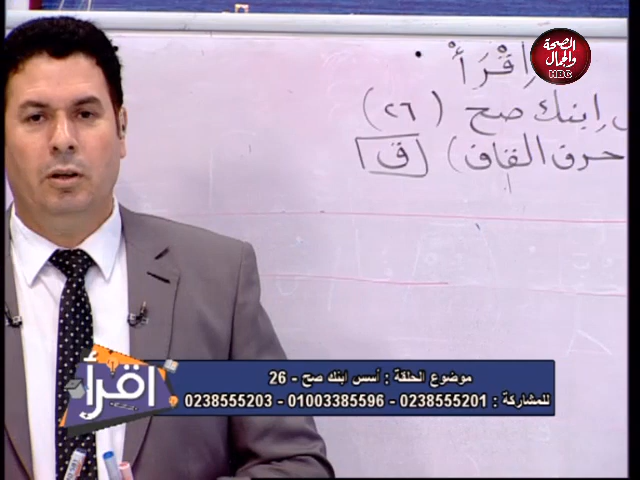 الصحة
والجمال
HBC
إِقْرَأْ
إبنك صح (٢٦)
حرف القاف) ق
اقرأ
موضوع الحلقة : أسس ابنك صح - 26
للمشاركة : 0238555201 - 01003385596 - 0238555203